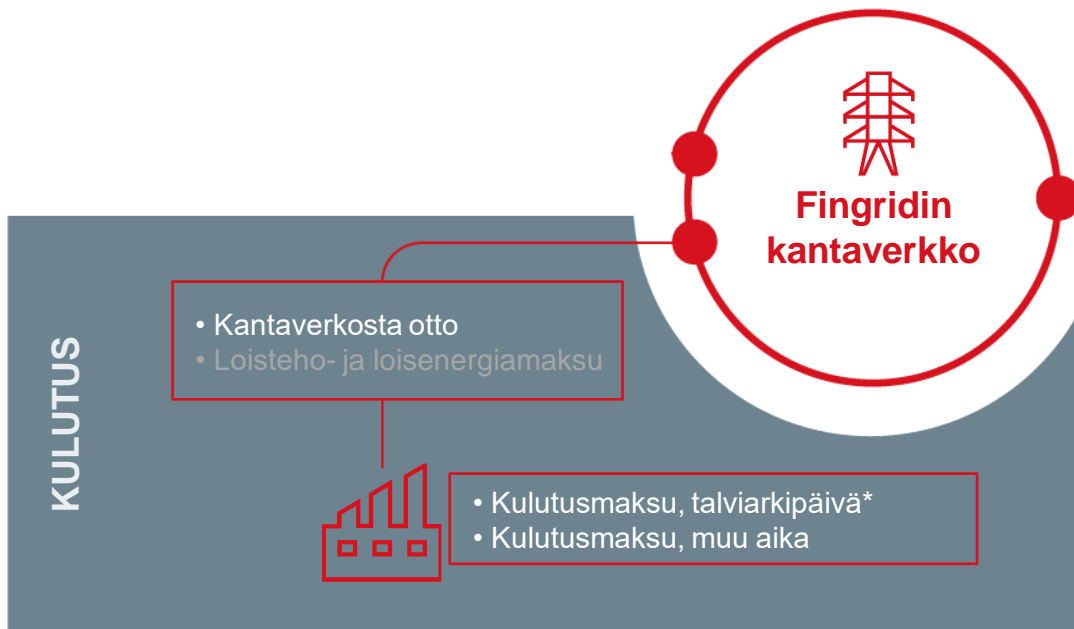 Fingridin
kantaverkko
KULUTUS
• Kantaverkosta otto
• Loisteho- ja loisenergiamaksu
• Kulutusmaksu, talviarkipäivä*
• Kulutusmaksu, muu aika